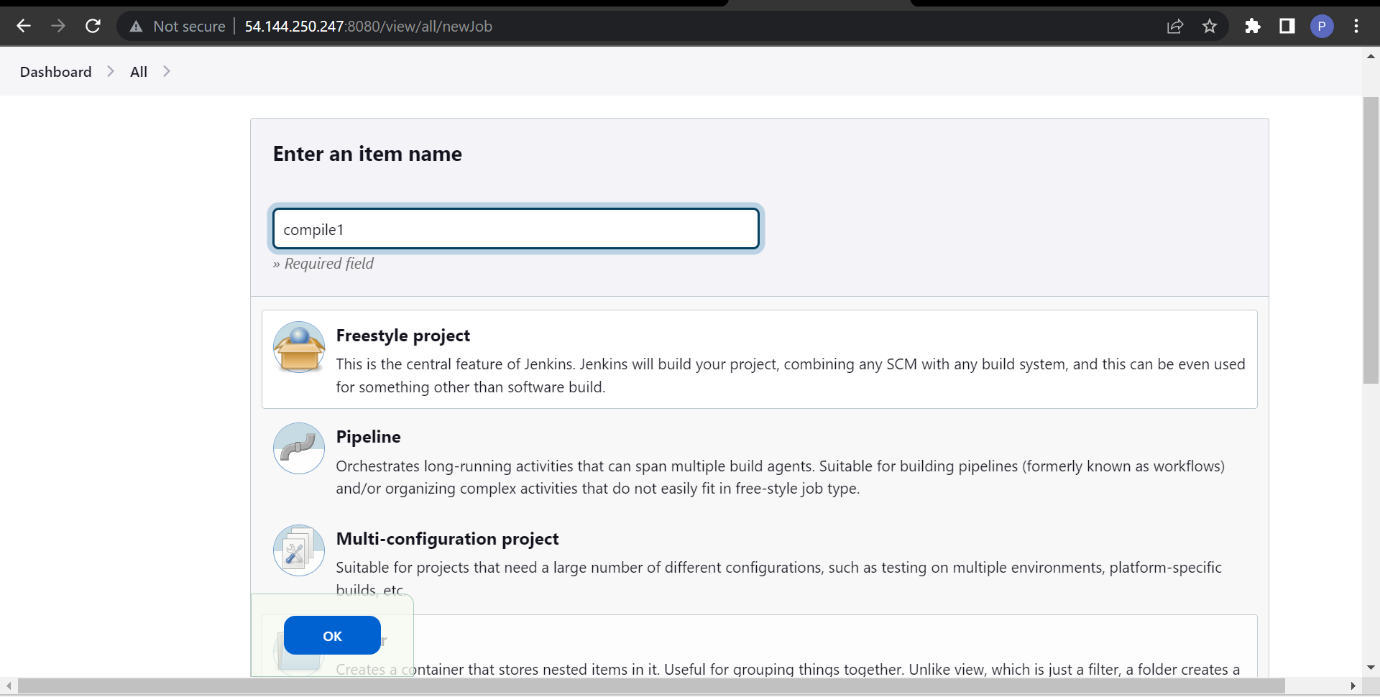 Not secure | 54.144.250.247:8080/view/all/newJob
P
Dashboard > All >
Enter an item name
compile1
» Required field
Freestyle project
This is the central feature of Jenkins. Jenkins will build your project, combining any SCM with any build system, and this can be even used
for something other than software build.
Pipeline
Orchestrates long-running activities that can span multiple build agents. Suitable for building pipelines (formerly known as workflows)
and/or organizing complex activities that do not easily fit in free-style job type.
Multi-configuration project
Suitable for projects that need a large number of different configurations, such as testing on multiple environments, platform-specific
builds, etc.
OK
Creates a container that stores nested items in it. Useful for grouping things together. Unlike view, which is just a filter, a folder creates a